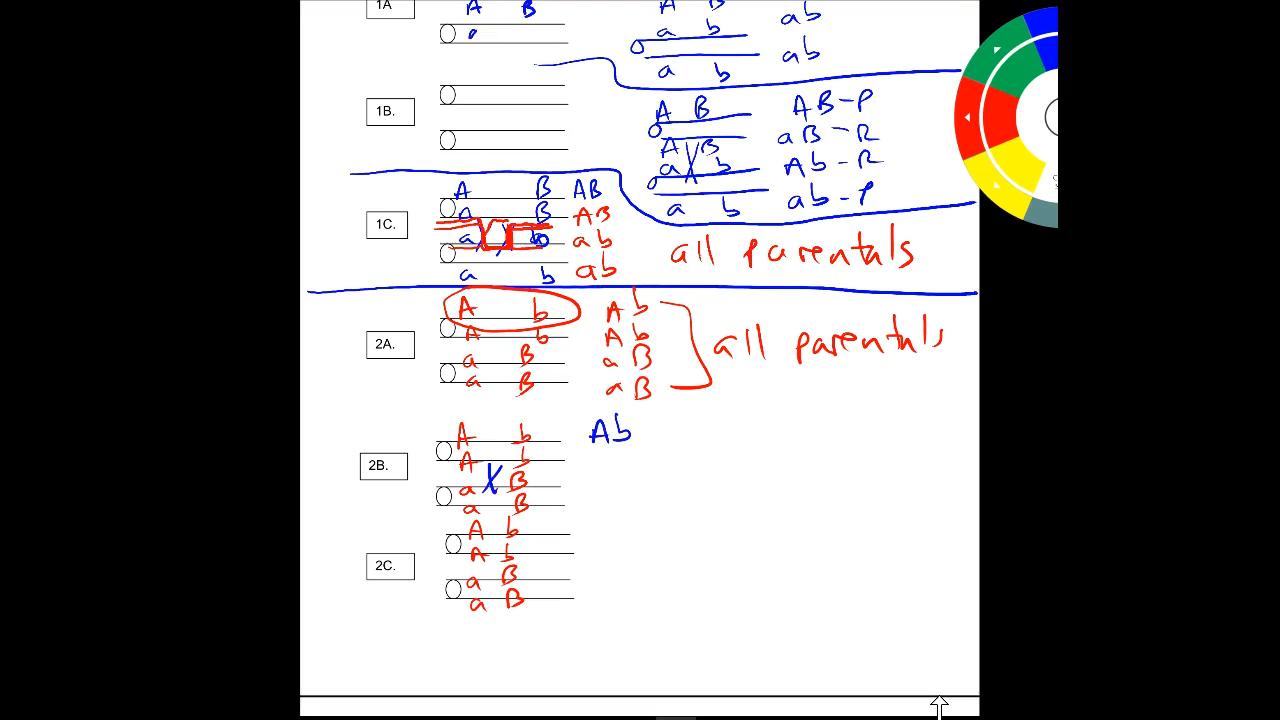 1A
A B
a
A B
a b
a b
ab
ab
1B.
A B
A B
a b
a b
AB-P
aB-R
Ab-R
ab-P
1C.
A B AB
A B AB
a b ab
a b ab
all parentals
2A.
A b Ab
A b Ab
a B aB
a B aB
all parentals
2B.
A b Ab
A b
a B
a B
2C.
A b
A b
a B
a B